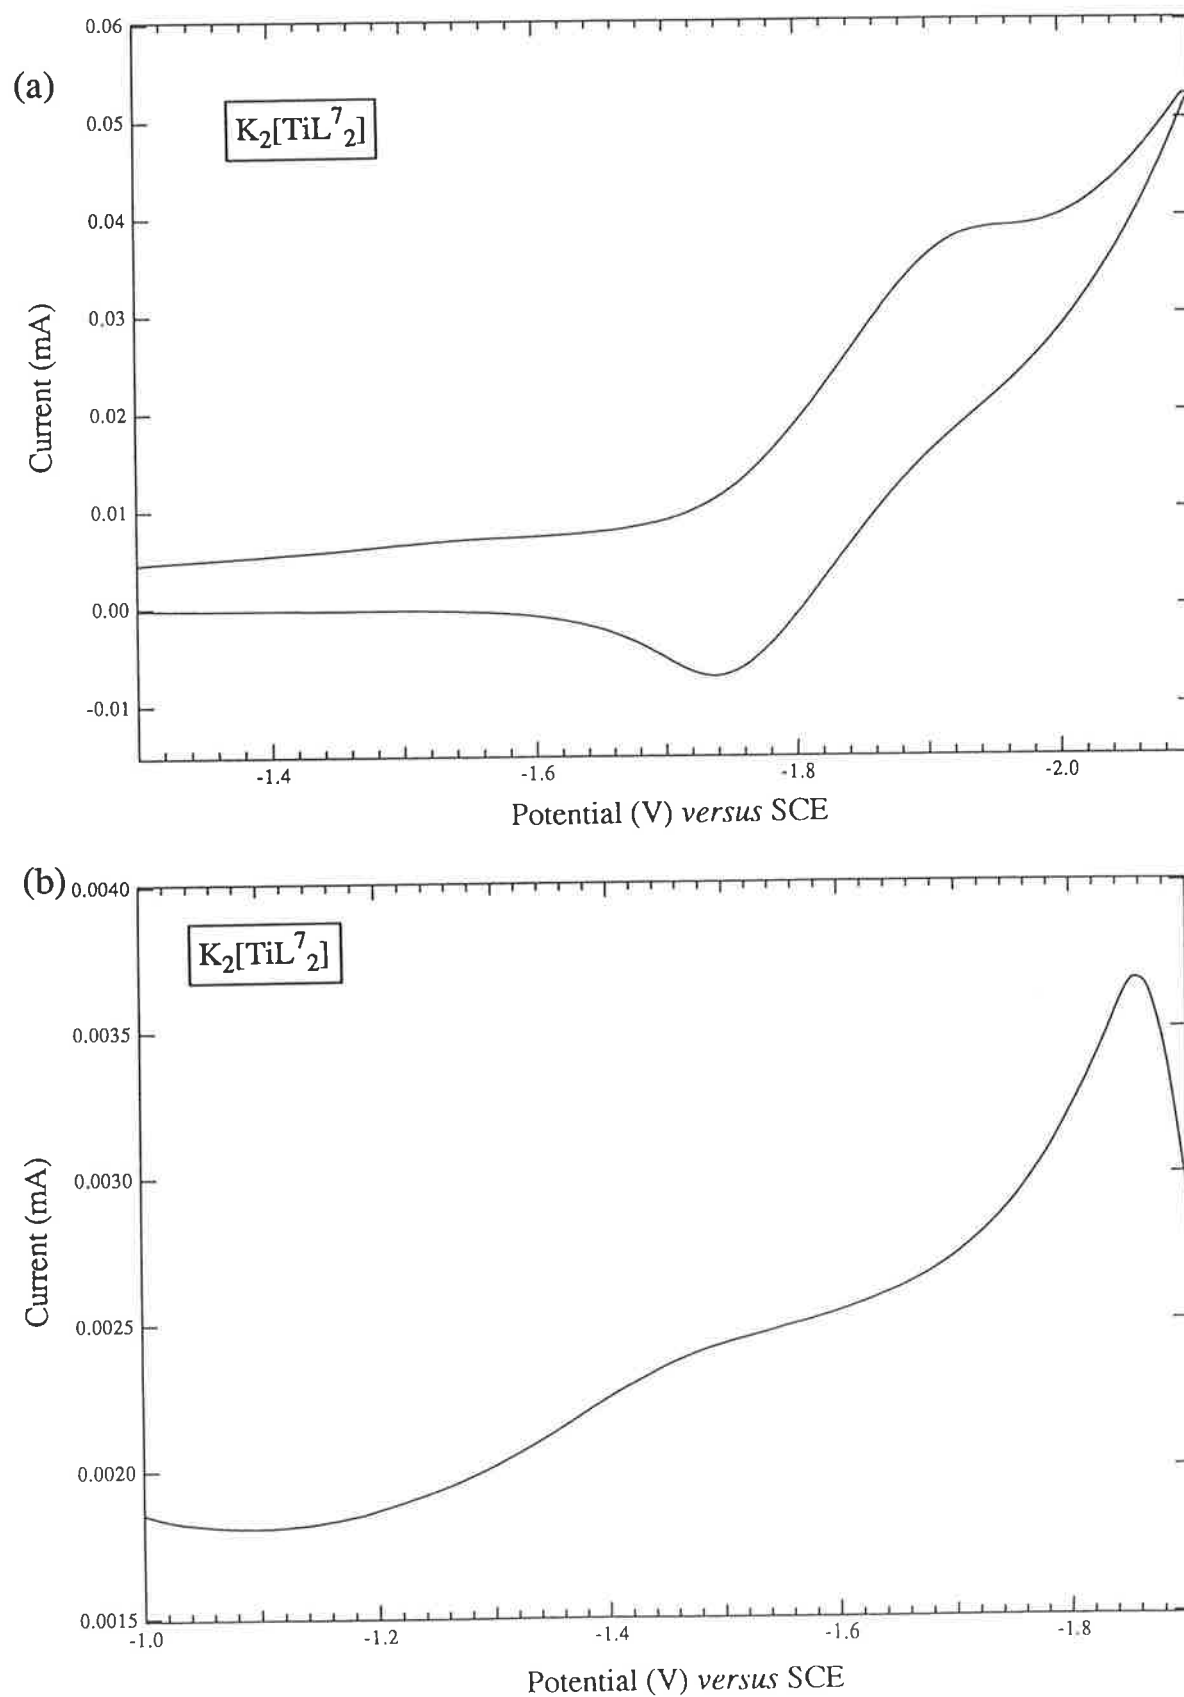 (a)
K₂[TiL⁷₂]
0.06
0.05
0.04
0.03
0.02
0.01
0.00
-0.01
Current (mA)
-1.4 -1.6 -1.8 -2.0
Potential (V) versus SCE
(b)
K₂[TiL⁷₂]
0.0040
0.0035
0.0030
0.0025
0.0020
0.0015
Current (mA)
-1.0 -1.2 -1.4 -1.6 -1.8
Potential (V) versus SCE